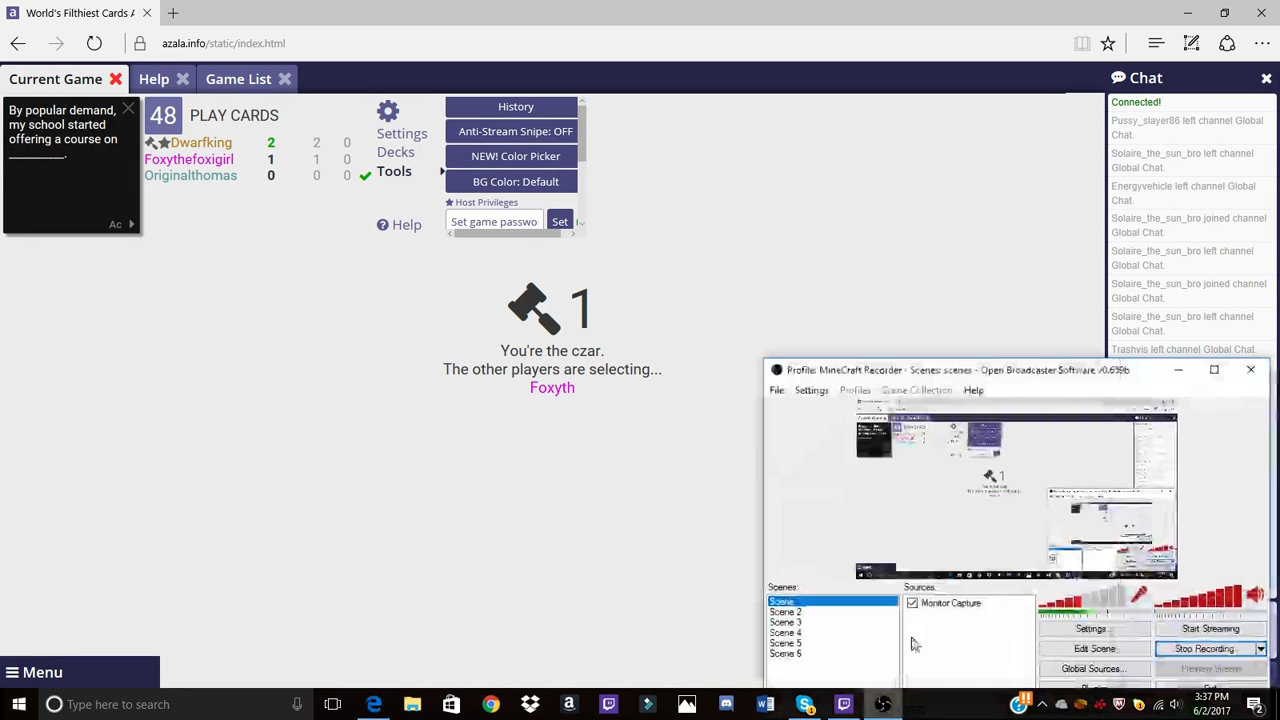 World's Filthiest Cards A
azala.info/static/index.html
Current Game
Help
Game List
Chat
By popular demand,
my school started
offering a course on
_________.
Ac
48 PLAY CARDS
Dwarfking 2 2 0
Foxythefoxigirl 1 1 0
Originalthomas 0 0 0
Settings
Decks
Tools
Help
History
Anti-Stream Snipe: OFF
NEW! Color Picker
BG Color: Default
Host Privileges
Set game passwo
Set
1
You're the czar.
The other players are selecting...
Foxyth
Connected!
Pussy_slayer86 left channel Global
Chat.
Solaire_the_sun_bro left channel
Global Chat.
Energyvehicle left channel Global
Chat.
Solaire_the_sun_bro joined channel
Global Chat.
Solaire_the_sun_bro left channel
Global Chat.
Solaire_the_sun_bro joined channel
Global Chat.
Solaire_the_sun_bro left channel
Global Chat.
Trashvis left channel Global Chat.
Profile: MineCraft Recorder - Scenes: scenes - Open Broadcaster Software v0.659b
File Settings Profiles Scene Collection Help
Scenes:
Scene
Scene 2
Scene 3
Scene 4
Scene 5
Scene 6
Sources:
Monitor Capture
Settings...
Start Streaming
Edit Scene
Stop Recording
Global Sources...
Preview Stream
Menu
Type here to search
3:37 PM
6/2/2017